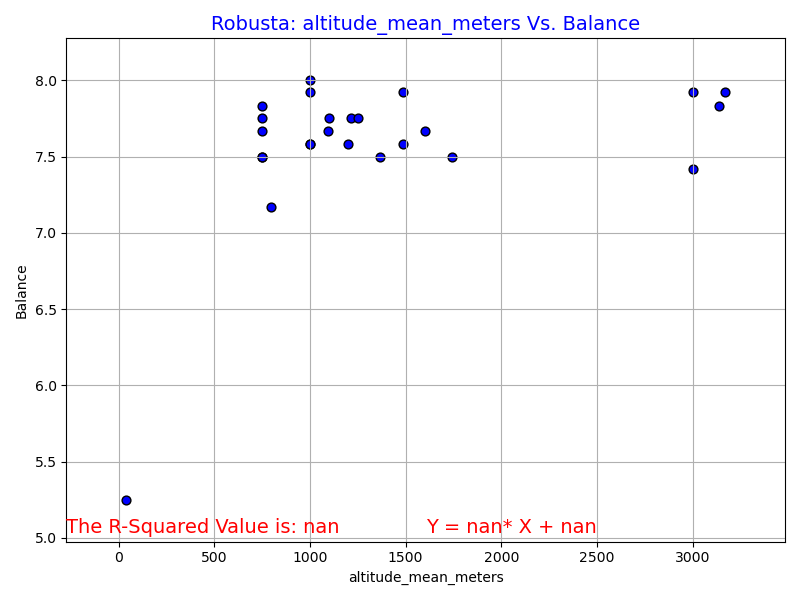 Robusta: altitude_mean_meters Vs. Balance
8.0
7.5
7.0
6.5
6.0
5.5
5.0
Balance
The R-Squared Value is: nan
Y = nan* X + nan
0
500
1000
1500
2000
2500
3000
altitude_mean_meters